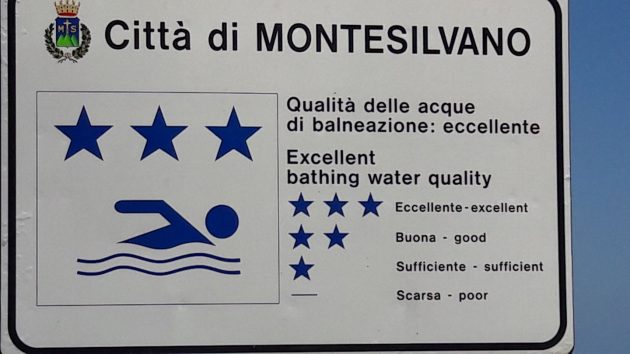 M S
Città di MONTESILVANO
Qualità delle acque
di balneazione: eccellente
Excellent
bathing water quality
Eccellente-excellent
Buona - good
Sufficiente - sufficient
Scarsa - poor